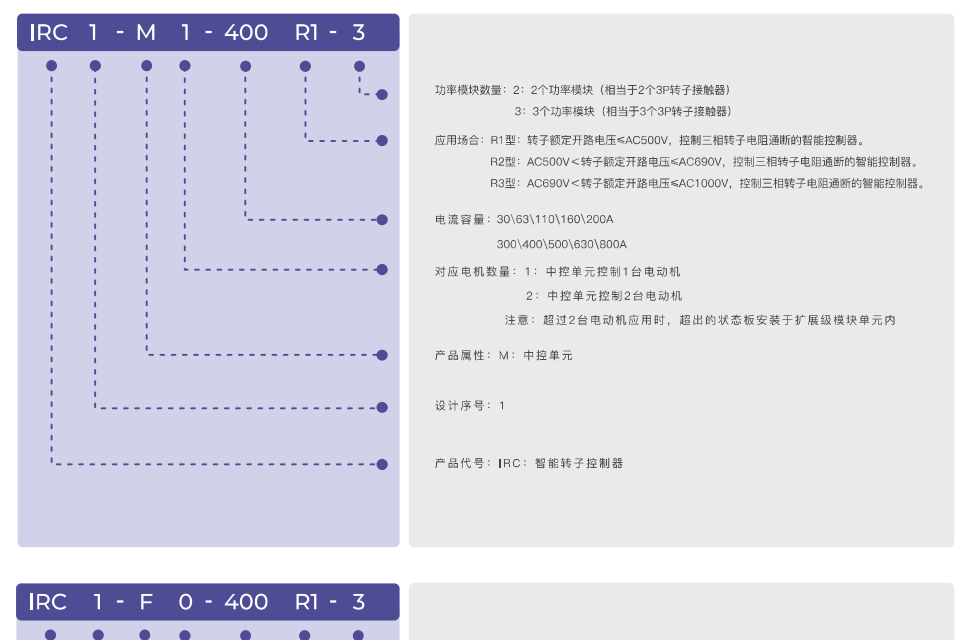 IRC 1 - M 1 - 400 R1 - 3
功率模块数量：2：2个功率模块（相当于2个3P转子接触器）
3：3个功率模块（相当于3个3P转子接触器）
应用场合：R1型：转子额定开路电压≤AC500V，控制三相转子电阻通断的智能控制器。
R2型：AC500V＜转子额定开路电压≤AC690V，控制三相转子电阻通断的智能控制器。
R3型：AC690V＜转子额定开路电压≤AC1000V，控制三相转子电阻通断的智能控制器。
电流容量：30\63\110\160\200A
300\400\500\630\800A
对应电机数量：1：中控单元控制1台电动机
2：中控单元控制2台电动机
注意：超过2台电动机应用时，超出的状态板安装于扩展级模块单元内
产品属性：M：中控单元
设计序号：1
产品代号：IRC：智能转子控制器
IRC 1 - F 0 - 400 R1 - 3